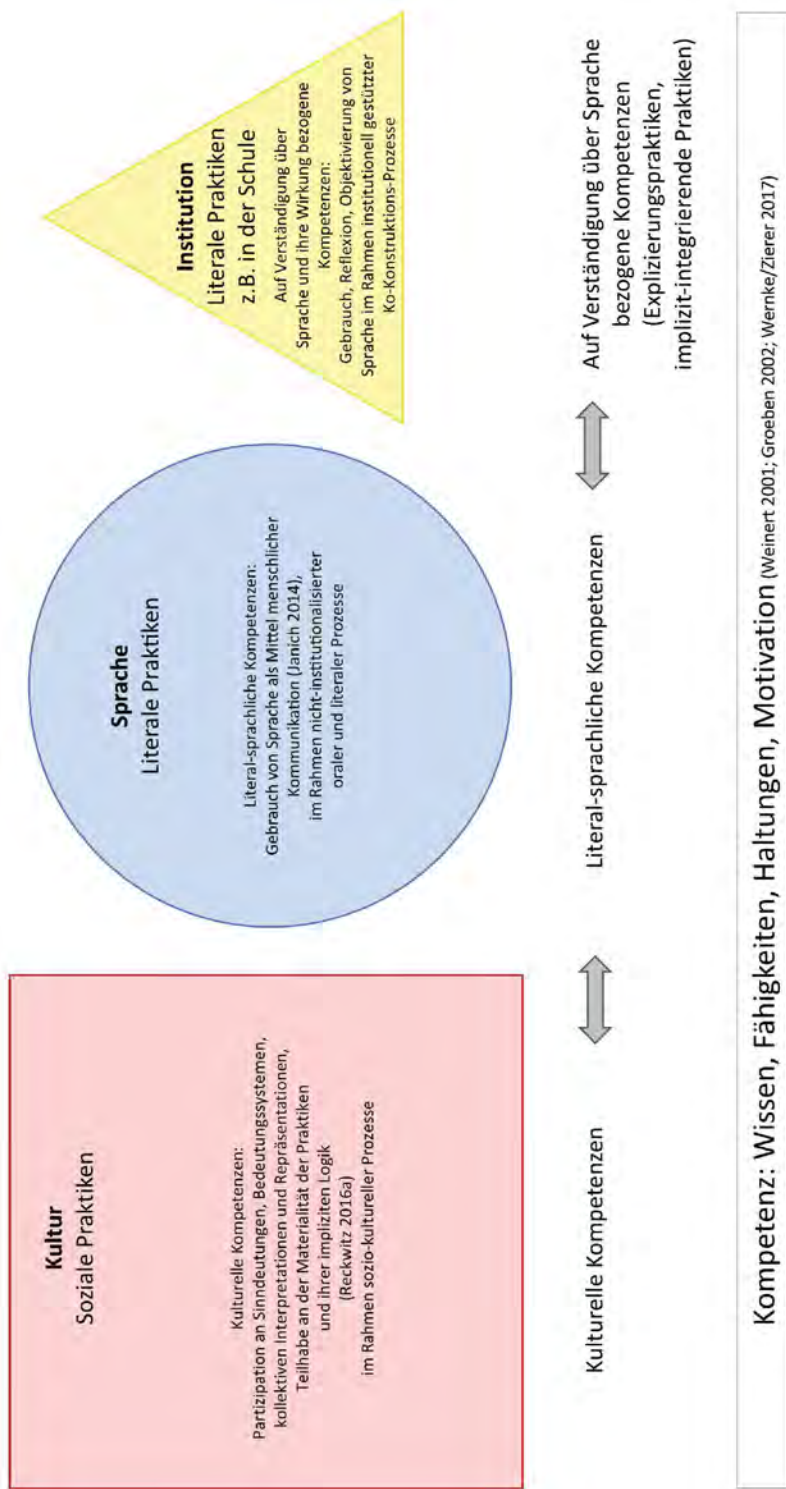 Kultur
Soziale Praktiken
Kulturelle Kompetenzen:
Partizipation an Sinndeutungen, Bedeutungssystemen,
kollektiven Interpretationen und Repräsentationen,
Teilhabe an der Materialität der Praktiken
und ihrer impliziten Logik
(Reckwitz 2016a)
im Rahmen sozio-kultureller Prozesse
Sprache
Literale Praktiken
Literal-sprachliche Kompetenzen:
Gebrauch von Sprache als Mittel menschlicher
Kommunikation (Janich 2014),
im Rahmen nicht-institutionalisierter
oraler und literaler Prozesse
Institution
Literale Praktiken
z.B. in der Schule
Auf Verständigung über
Sprache und ihre Wirkung bezogene
Kompetenzen:
Gebrauch, Reflexion, Objektivierung von
Sprache im Rahmen institutionell gestützter
Ko-Konstruktions-Prozesse
Kulturelle Kompetenzen
Literal-sprachliche Kompetenzen
Auf Verständigung über Sprache
bezogene Kompetenzen
(Explizierungspraktiken,
implizit-integrierende Praktiken)
Kompetenz: Wissen, Fähigkeiten, Haltungen, Motivation (Weinert 2001; Groeben 2002; Wernke/Zierer 2017)